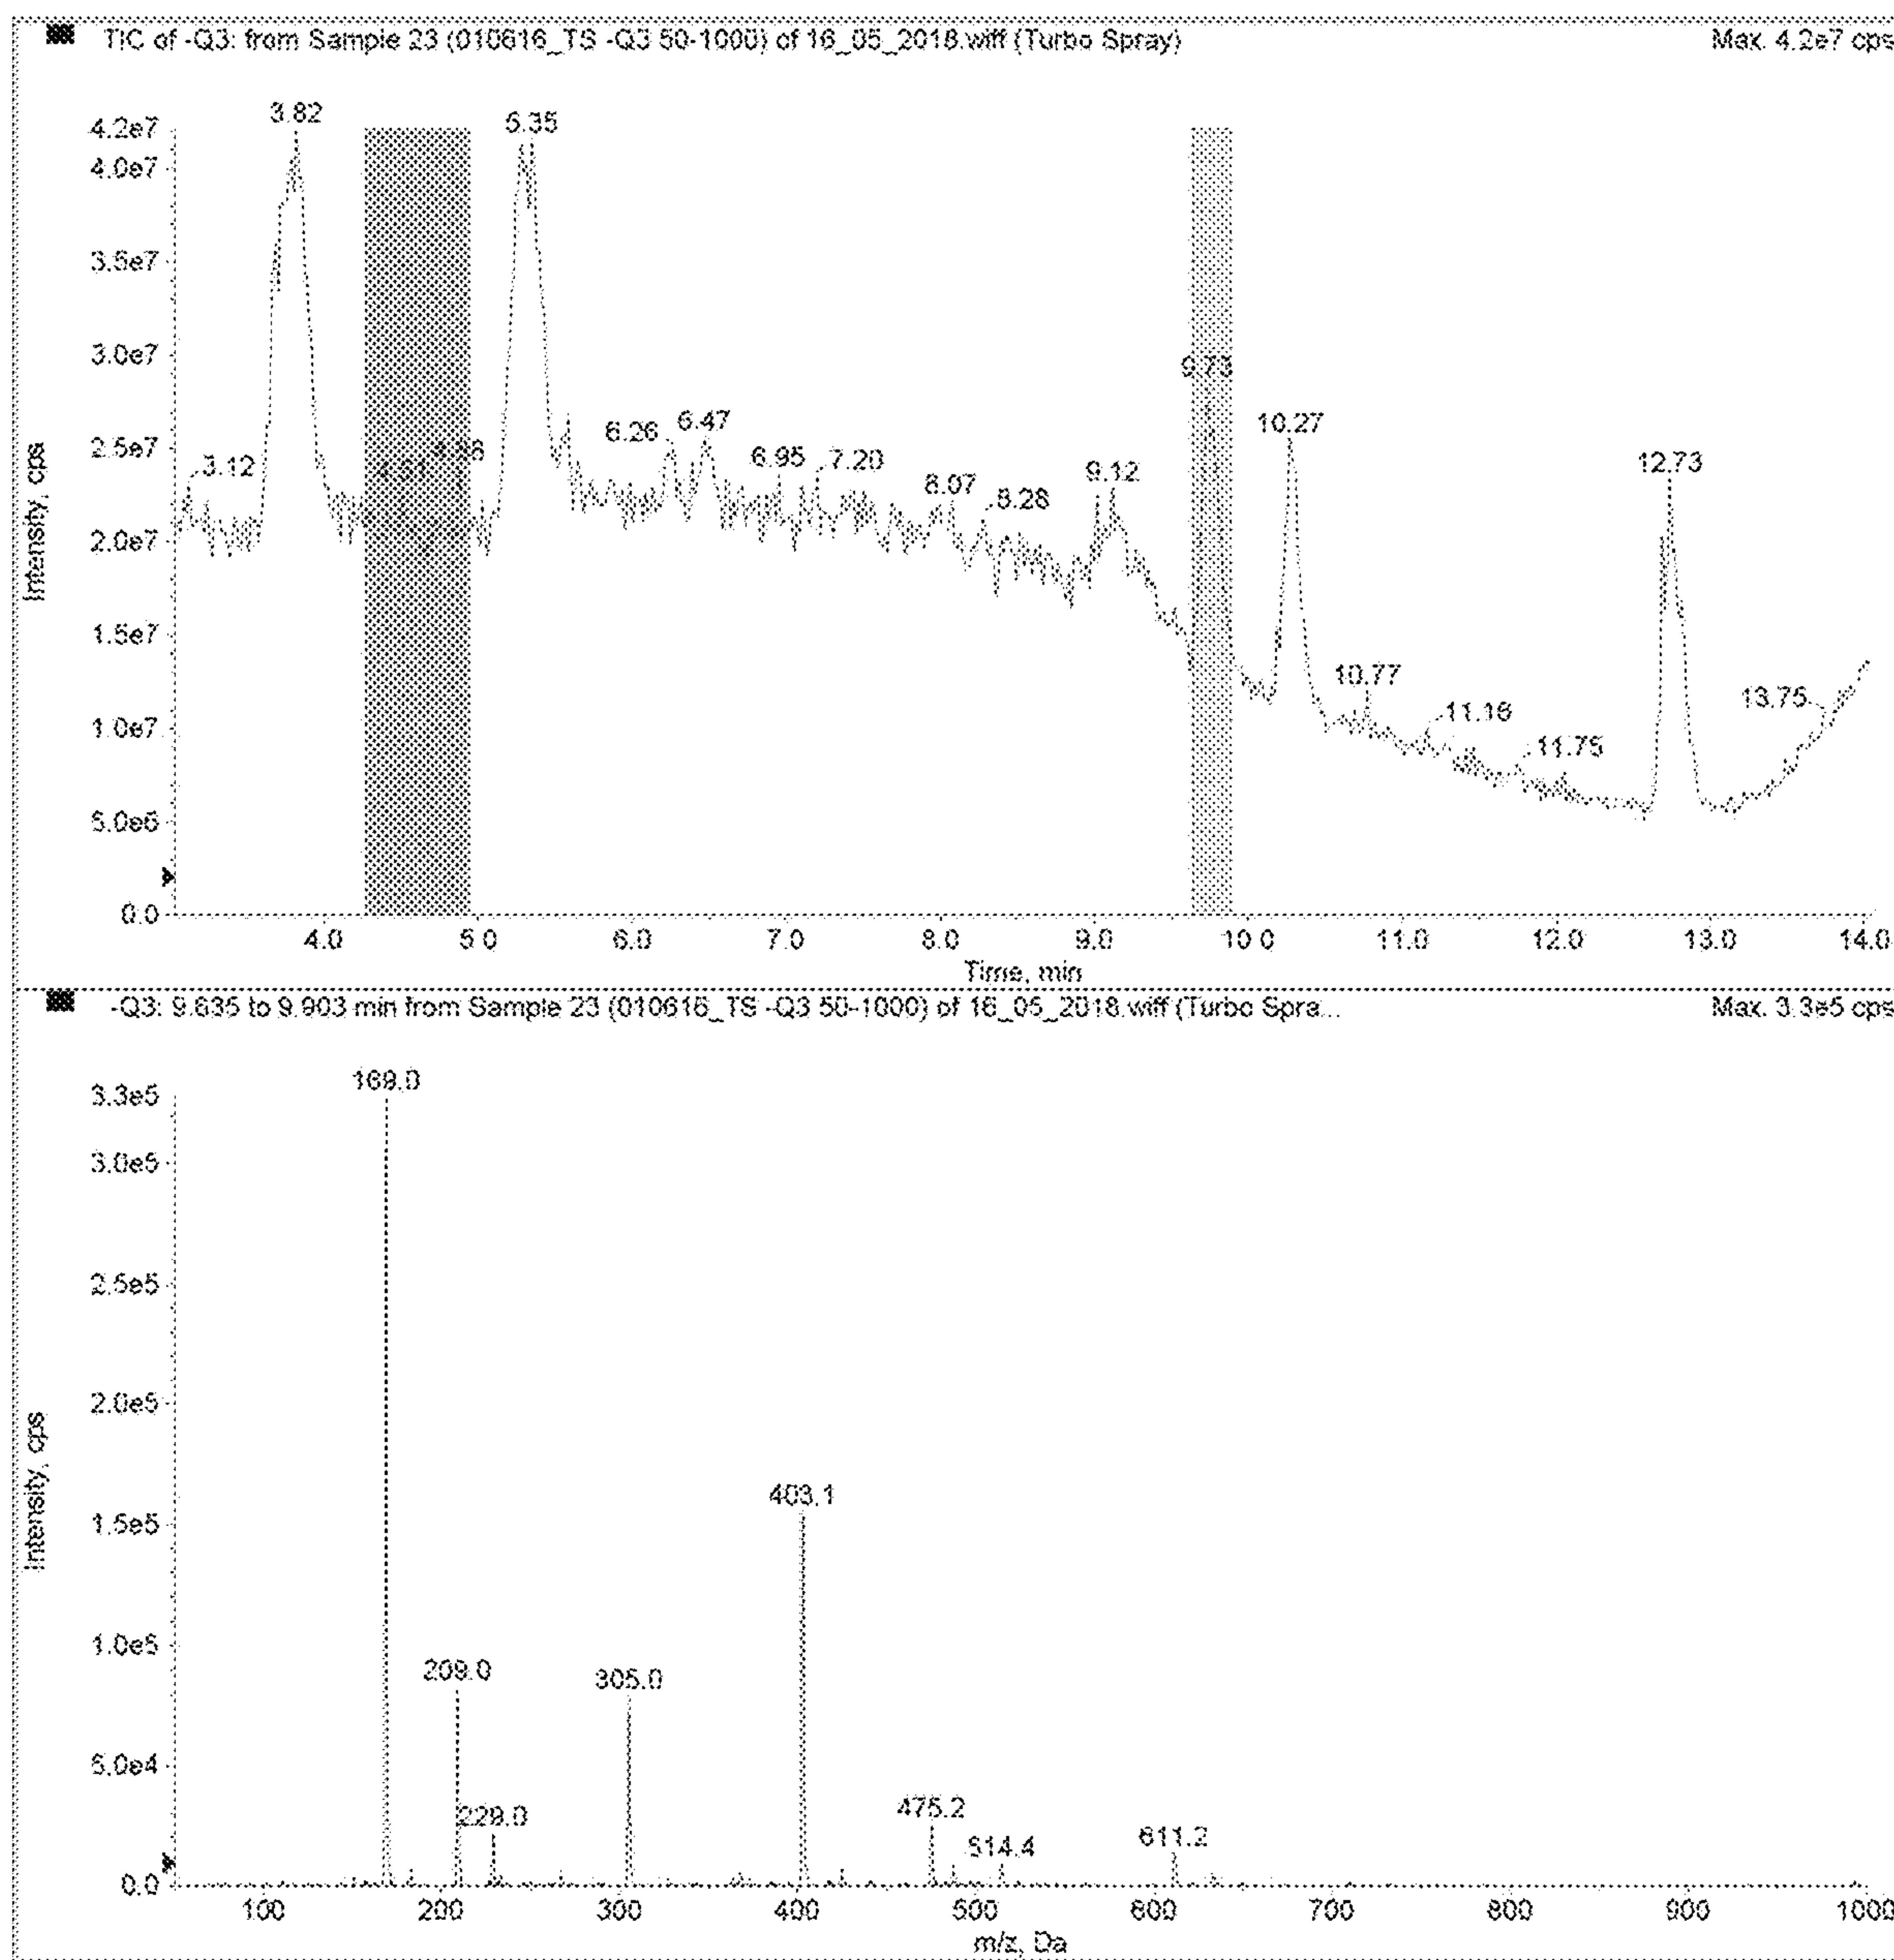 TIC of -Q3: from Sample 23 (010616_TS -Q3 50-1000) of 16_05_2018.wiff (Turbo Spray)
Max. 4.2e7 cps
Intensity, cps
4.2e7
4.0e7
3.5e7
3.0e7
2.5e7
2.0e7
1.5e7
1.0e7
5.0e6
0.0
3.12
3.82
5.35
6.26
6.47
6.95
7.20
8.07
8.28
9.12
9.73
10.27
10.77
11.16
11.75
12.73
13.75
4.0 5.0 6.0 7.0 8.0 9.0 10.0 11.0 12.0 13.0 14.0
Time, min
-Q3: 9.635 to 9.903 min from Sample 23 (010616_TS -Q3 50-1000) of 16_05_2018.wiff (Turbo Spra...
Max. 3.3e5 cps
Intensity, cps
3.3e5
3.0e5
2.5e5
2.0e5
1.5e5
1.0e5
5.0e4
0.0
169.0
209.0
229.0
305.0
403.1
475.2
514.4
611.2
100 200 300 400 500 600 700 800 900 1000
m/z, Da